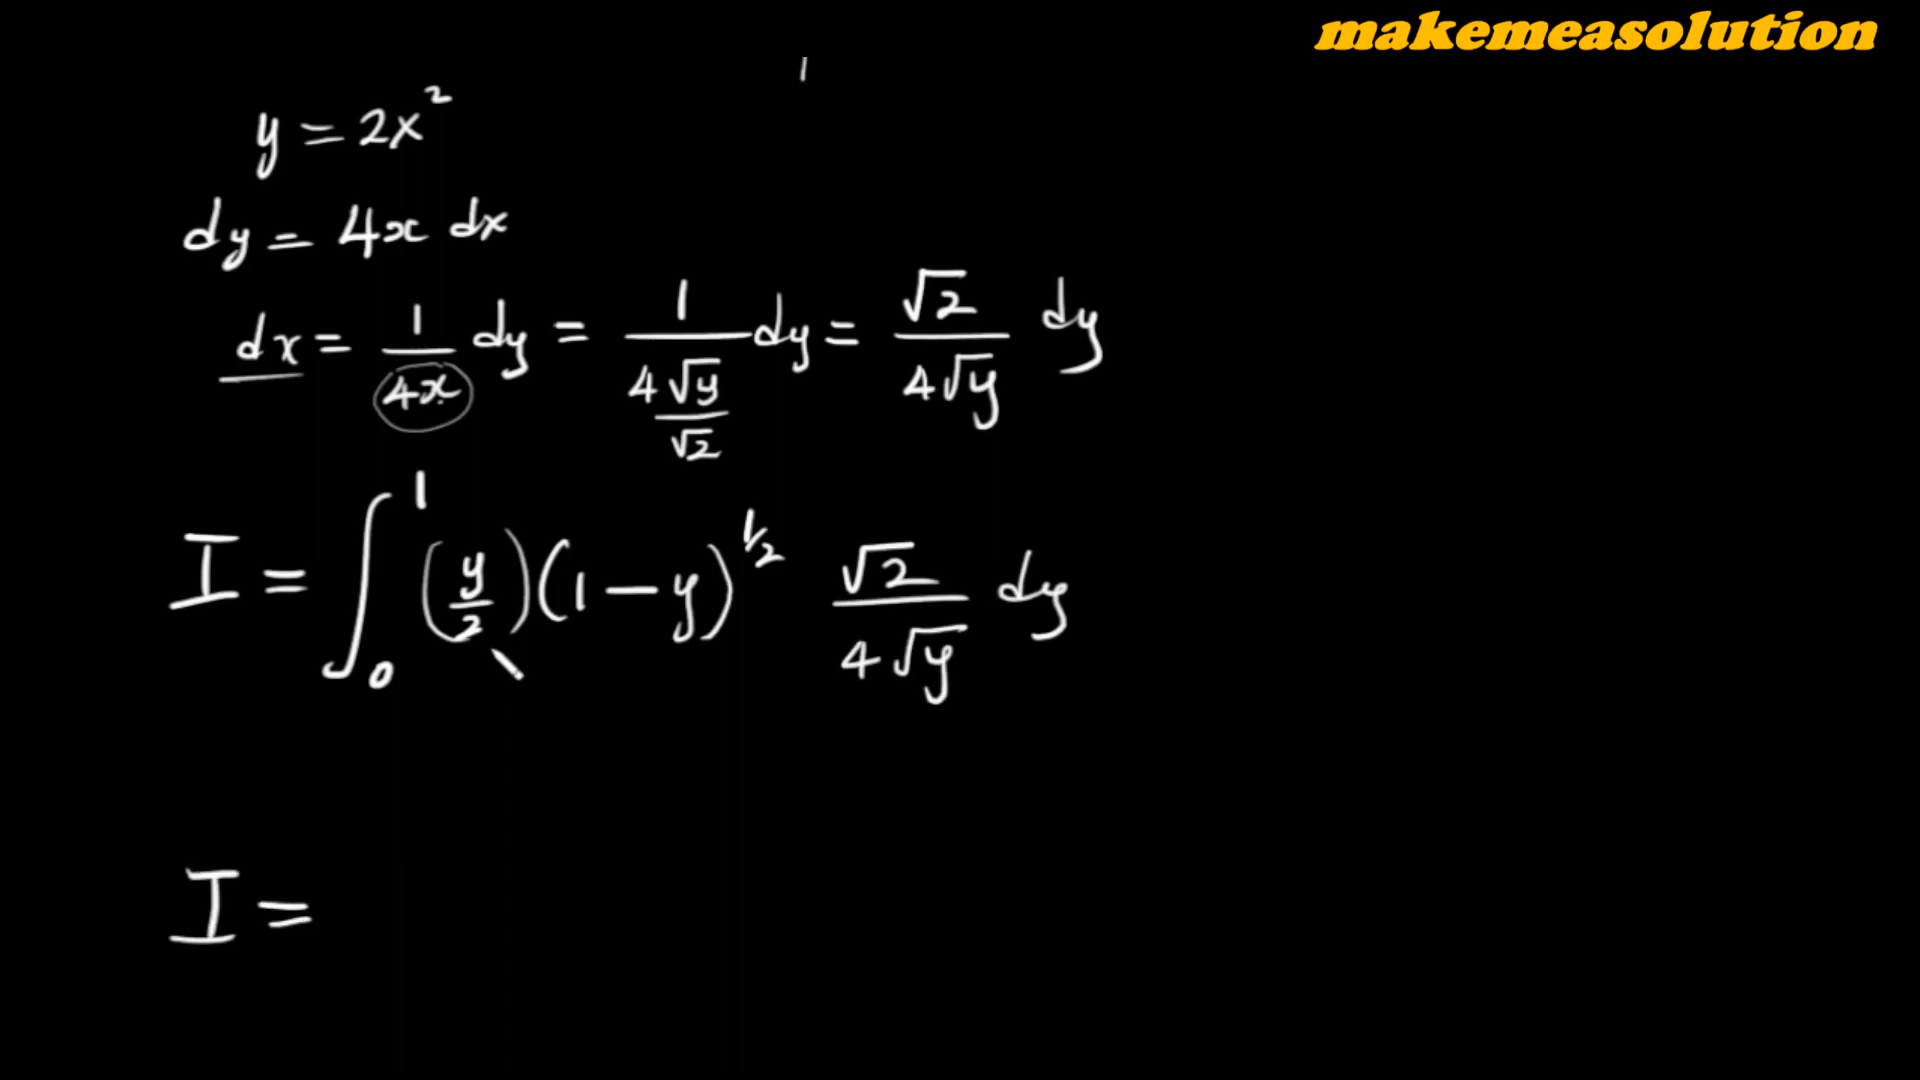 makemeasolution
y = 2x²
dy = 4x dx
dx = 1/4x dy = 1/(4 √y/√2) dy = √2/(4√y) dy
I = ∫₀¹ (y/2)(1 − y)^1/2 √2/(4√y) dy
I =